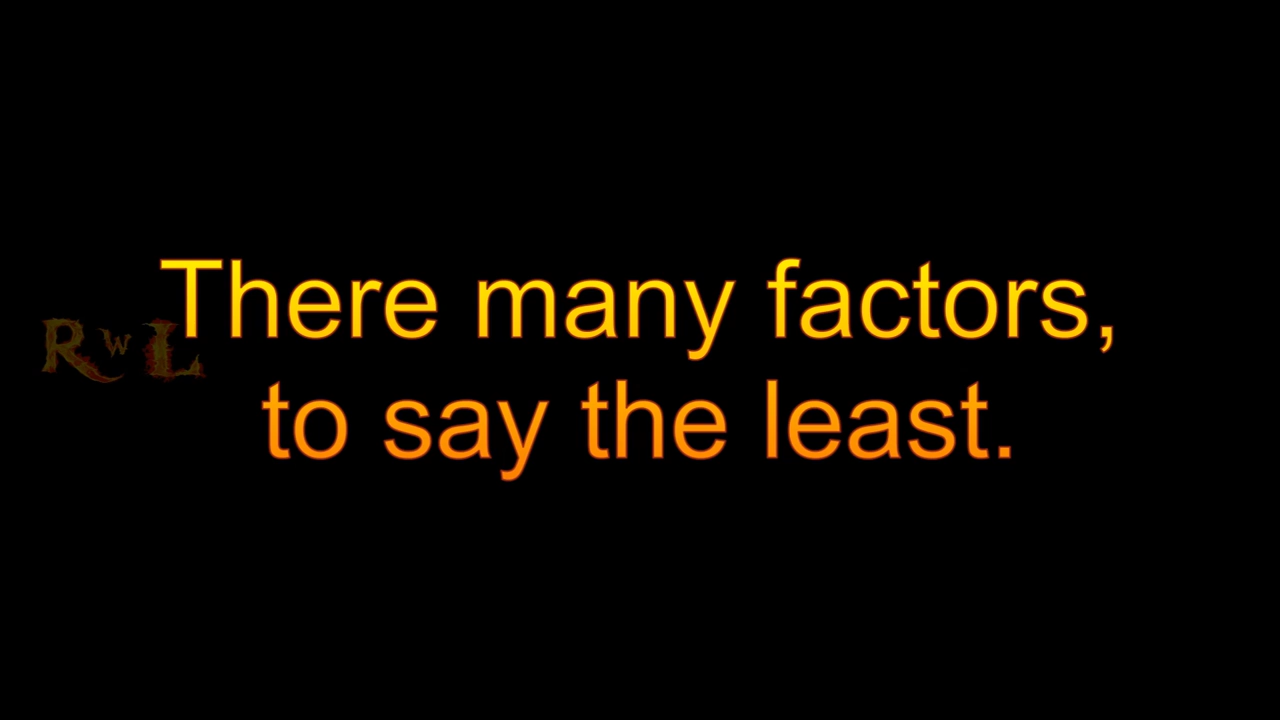 There many factors,
RWL
to say the least.